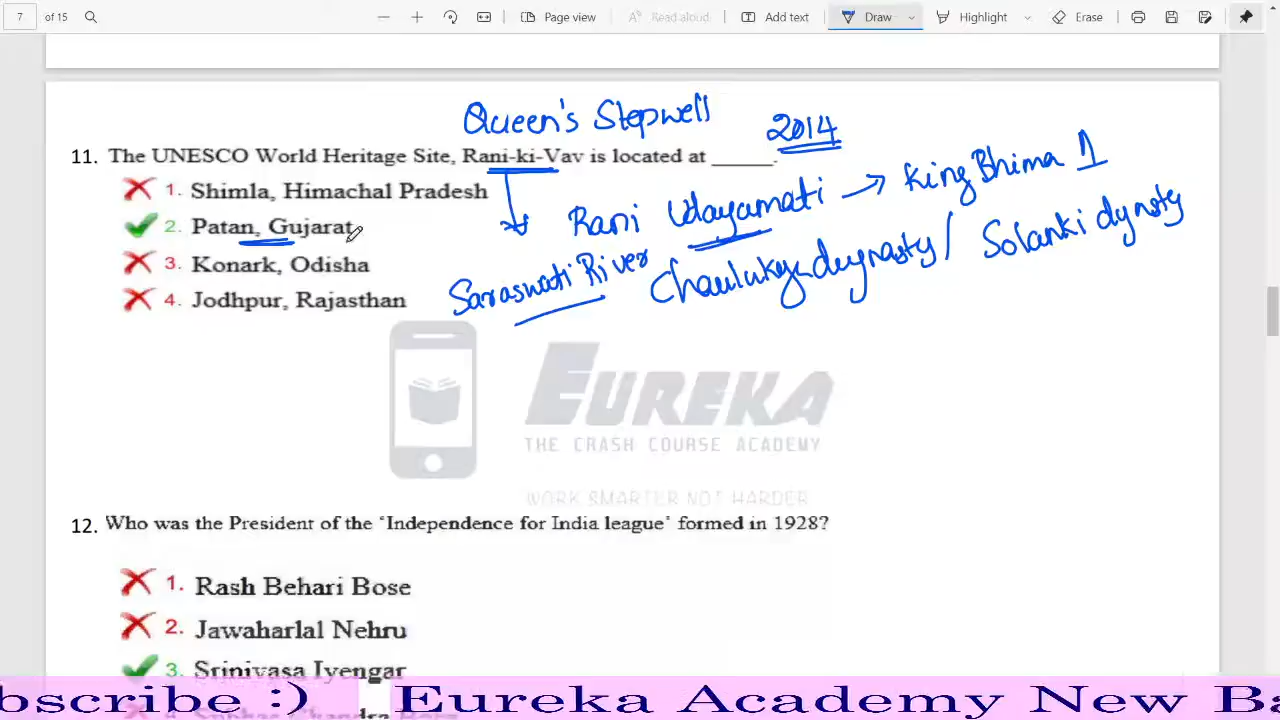 7 of 15 Page view Read aloud Add text Draw Highlight Erase
Queen's Stepwell
2014
11. The UNESCO World Heritage Site, Rani-ki-Vav is located at _____.
1. Shimla, Himachal Pradesh
Rani Udayamati → King Bhima 1
2. Patan, Gujarat
Saraswati River Chaulukya dynasty / Solanki dynasty
3. Konark, Odisha
4. Jodhpur, Rajasthan
EUREKA
THE CRASH COURSE ACADEMY
WORK SMARTER NOT HARDER
12. Who was the President of the 'Independence for India league' formed in 1928?
1. Rash Behari Bose
2. Jawaharlal Nehru
3. Srinivasa Iyengar
bscribe :) Eureka Academy New Ba